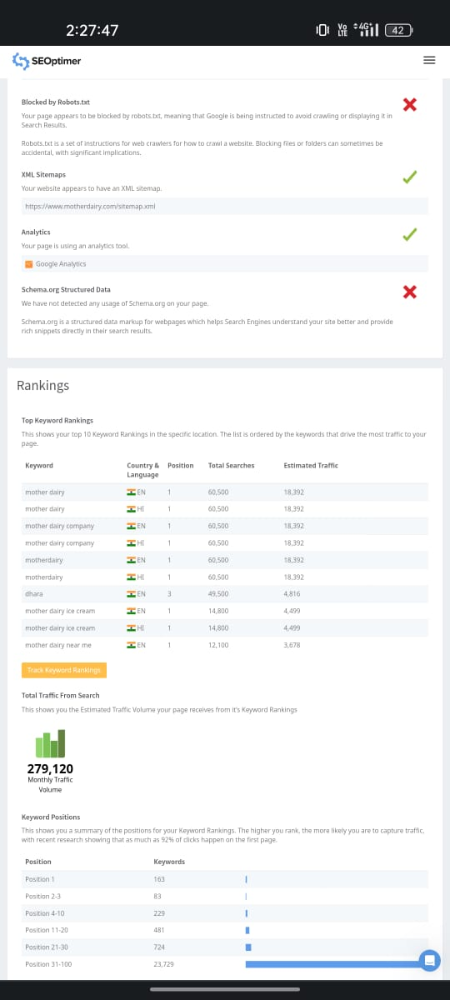 2:27:47
Vo LTE 4G+ 42
SEOptimer
Blocked by Robots.txt
Your page appears to be blocked by robots.txt, meaning that Google is being instructed to avoid crawling or displaying it in
Search Results.
Robots.txt is a set of instructions for web crawlers for how to crawl a website. Blocking files or folders can sometimes be
accidental, with significant implications.
XML Sitemaps
Your website appears to have an XML sitemap.
https://www.motherdairy.com/sitemap.xml
Analytics
Your page is using an analytics tool.
Google Analytics
Schema.org Structured Data
We have not detected any usage of Schema.org on your page.
Schema.org is a structured data markup for webpages which helps Search Engines understand your site better and provide
rich snippets directly in their search results.
Rankings
Top Keyword Rankings
This shows your top 10 Keyword Rankings in the specific location. The list is ordered by the keywords that drive the most traffic to your
page.
Keyword Country & Language Position Total Searches Estimated Traffic
mother dairy EN 1 60,500 18,392
mother dairy HI 1 60,500 18,392
mother dairy company EN 1 60,500 18,392
mother dairy company HI 1 60,500 18,392
motherdairy EN 1 60,500 18,392
motherdairy HI 1 60,500 18,392
dhara EN 3 49,500 4,816
mother dairy ice cream EN 1 14,800 4,499
mother dairy ice cream HI 1 14,800 4,499
mother dairy near me EN 1 12,100 3,678
Track Keyword Rankings
Total Traffic From Search
This shows you the Estimated Traffic Volume your page receives from it's Keyword Rankings
279,120
Monthly Traffic
Volume
Keyword Positions
This shows you a summary of the positions for your Keyword Rankings. The higher you rank, the more likely you are to capture traffic,
with recent research showing that as much as 92% of clicks happen on the first page.
Position Keywords
Position 1 163
Position 2-3 83
Position 4-10 229
Position 11-20 481
Position 21-30 724
Position 31-100 23,729